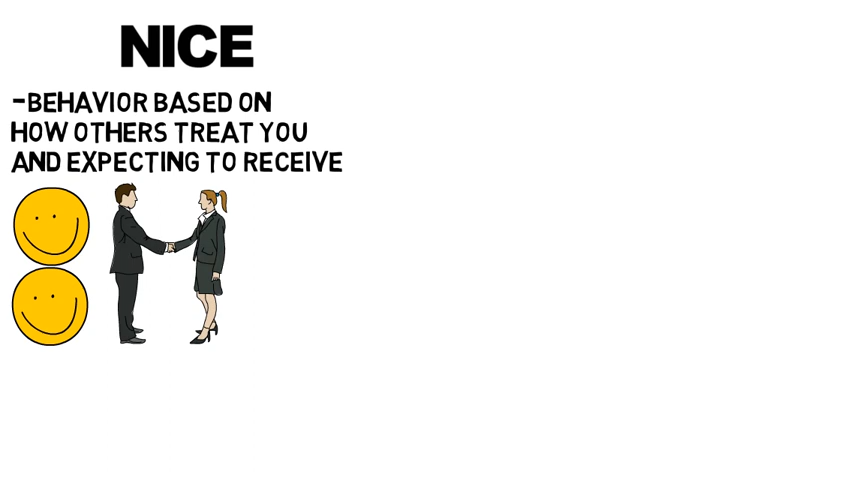 NICE
-BEHAVIOR BASED ON
HOW OTHERS TREAT YOU
AND EXPECTING TO RECEIVE